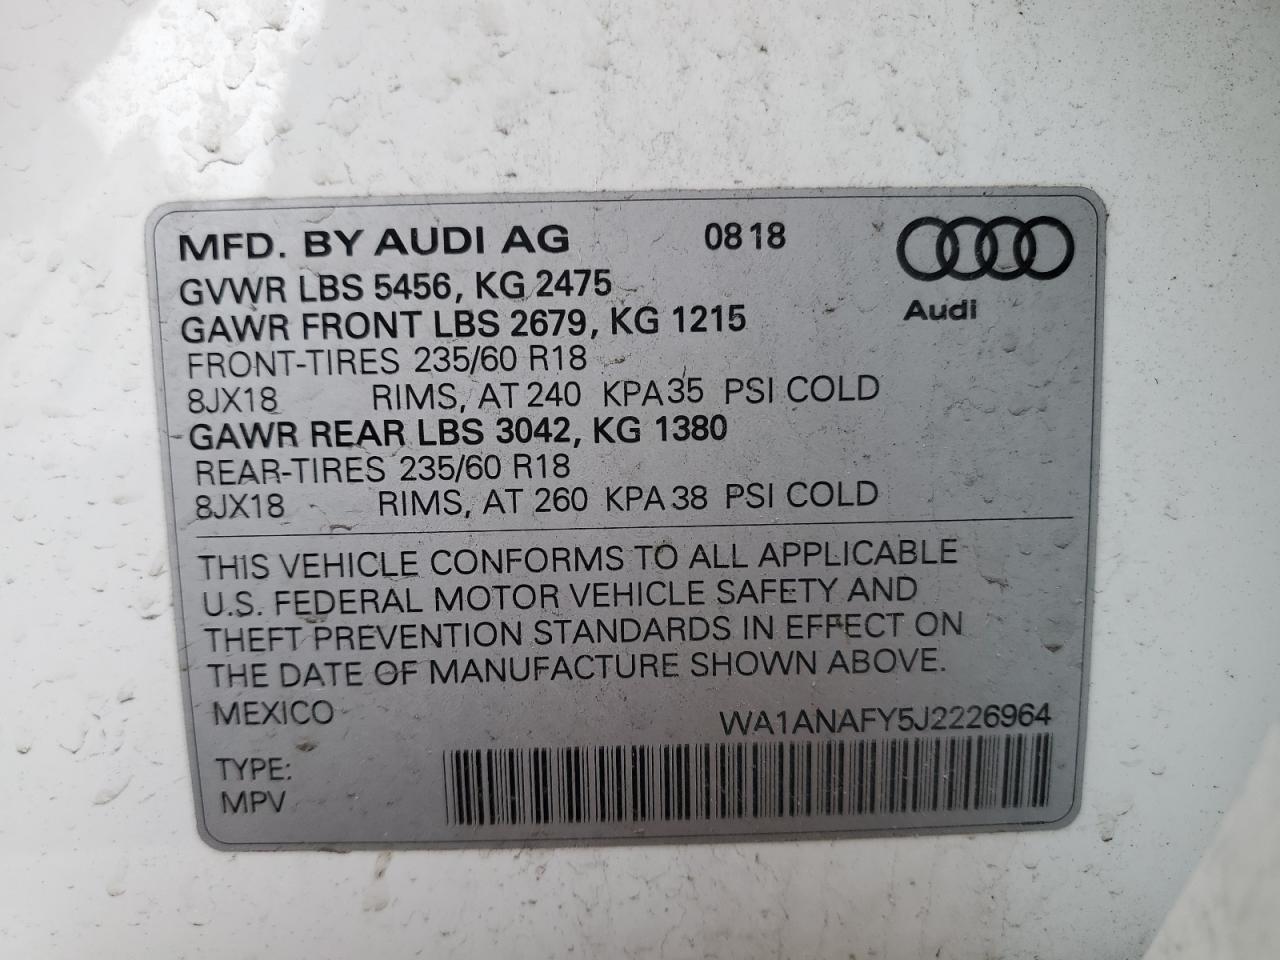 MFD. BY AUDI AG 0818
GVWR LBS 5456, KG 2475
GAWR FRONT LBS 2679, KG 1215
FRONT-TIRES 235/60 R18
8JX18 RIMS, AT 240 KPA 35 PSI COLD
GAWR REAR LBS 3042, KG 1380
REAR-TIRES 235/60 R18
8JX18 RIMS, AT 260 KPA 38 PSI COLD
Audi
THIS VEHICLE CONFORMS TO ALL APPLICABLE
U.S. FEDERAL MOTOR VEHICLE SAFETY AND
THEFT PREVENTION STANDARDS IN EFFECT ON
THE DATE OF MANUFACTURE SHOWN ABOVE.
MEXICO WA1ANAFY5J2226964
TYPE:
MPV